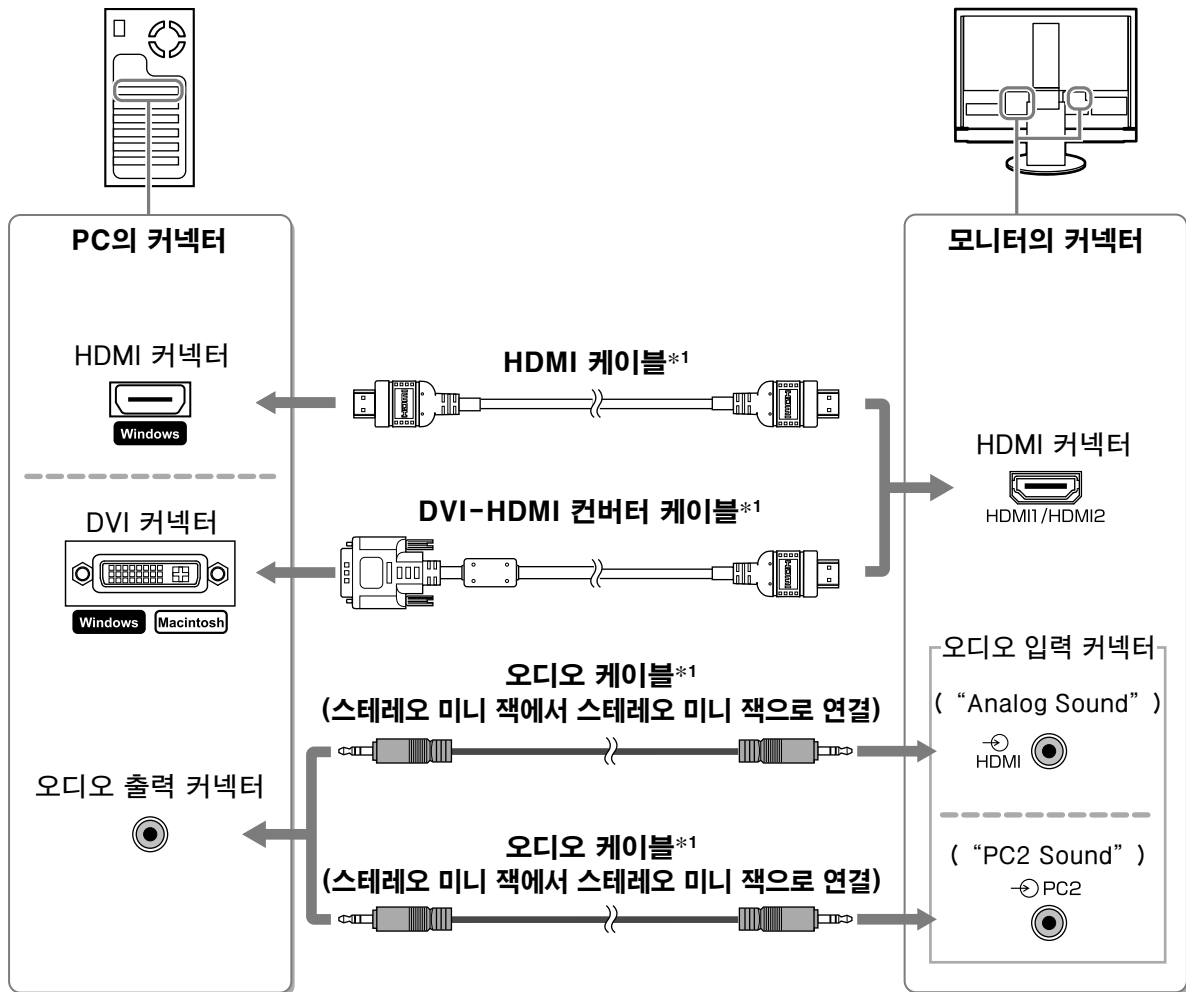 PC의 커넥터
모니터의 커넥터
HDMI 커넥터
Windows
HDMI 케이블*1
HDMI 커넥터
HDMI1/HDMI2
DVI 커넥터
Windows Macintosh
DVI-HDMI 컨버터 케이블*1
오디오 입력 커넥터
오디오 케이블*1
(스테레오 미니 잭에서 스테레오 미니 잭으로 연결)
( “Analog Sound” )
HDMI
오디오 출력 커넥터
오디오 케이블*1
(스테레오 미니 잭에서 스테레오 미니 잭으로 연결)
( “PC2 Sound” )
PC2